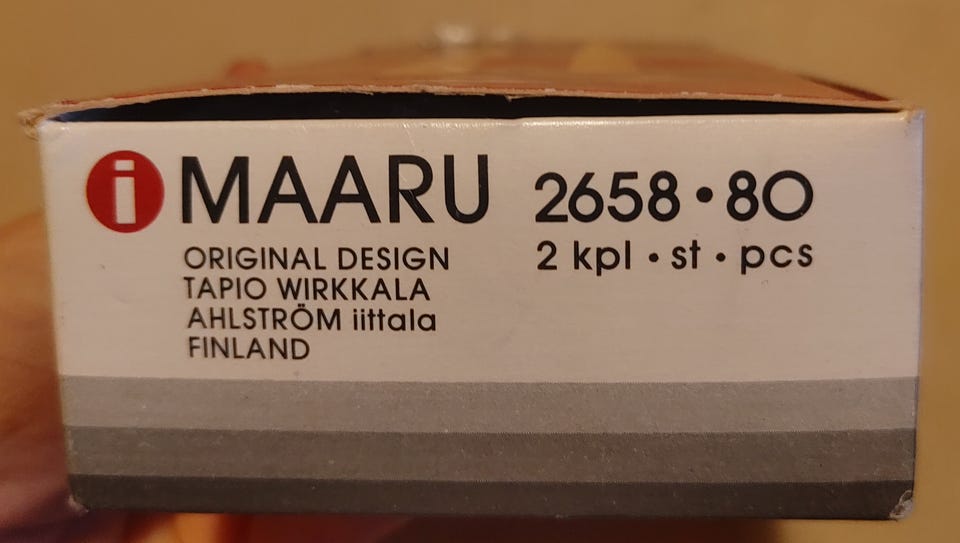 i MAARU 2658•80
ORIGINAL DESIGN 2 kpl • st • pcs
TAPIO WIRKKALA
AHLSTRÖM iittala
FINLAND